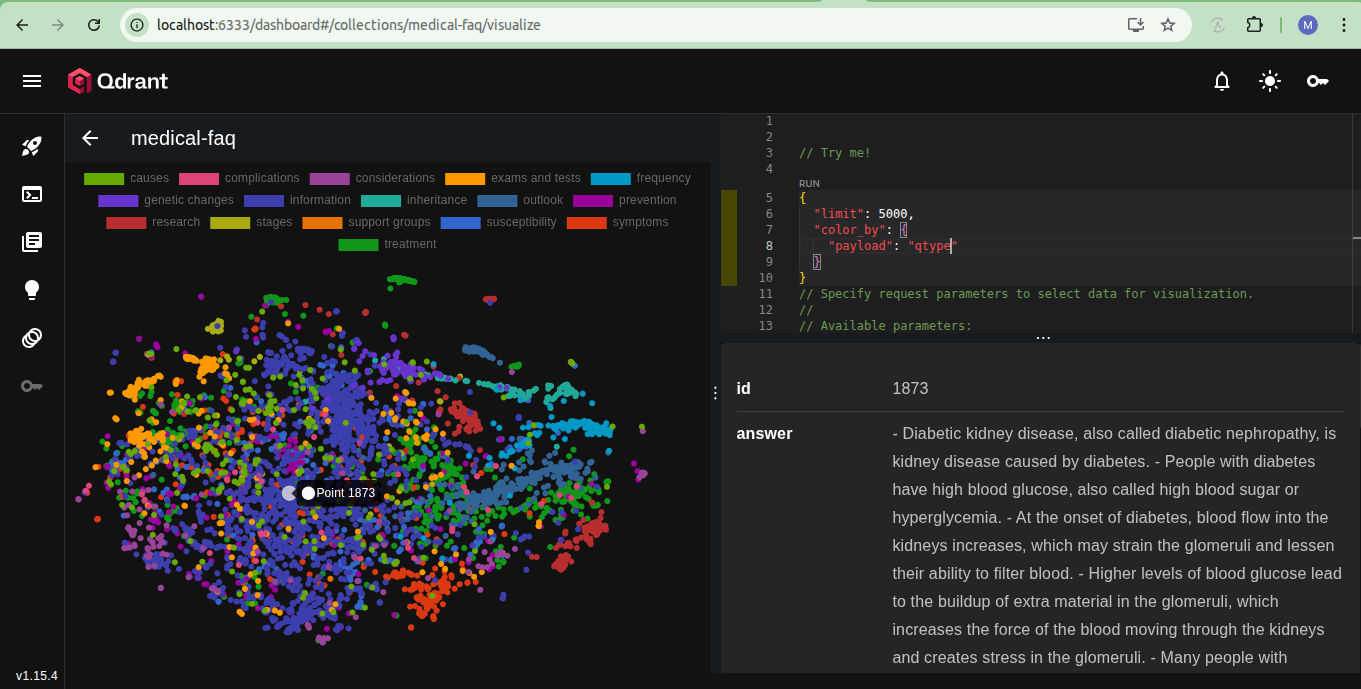 localhost:6333/dashboard#/collections/medical-faq/visualize
M
Qdrant
medical-faq
causes complications considerations exams and tests frequency
genetic changes information inheritance outlook prevention
research stages support groups susceptibility symptoms
treatment
Point 1873
v1.15.4
1
2
3 // Try me!
4
RUN
5 {
6 "limit": 5000,
7 "color_by": {
8 "payload": "qtype"
9 }
10 }
11 // Specify request parameters to select data for visualization.
12 //
13 // Available parameters:
id 1873
answer - Diabetic kidney disease, also called diabetic nephropathy, is
kidney disease caused by diabetes. - People with diabetes
have high blood glucose, also called high blood sugar or
hyperglycemia. - At the onset of diabetes, blood flow into the
kidneys increases, which may strain the glomeruli and lessen
their ability to filter blood. - Higher levels of blood glucose lead
to the buildup of extra material in the glomeruli, which
increases the force of the blood moving through the kidneys
and creates stress in the glomeruli. - Many people with